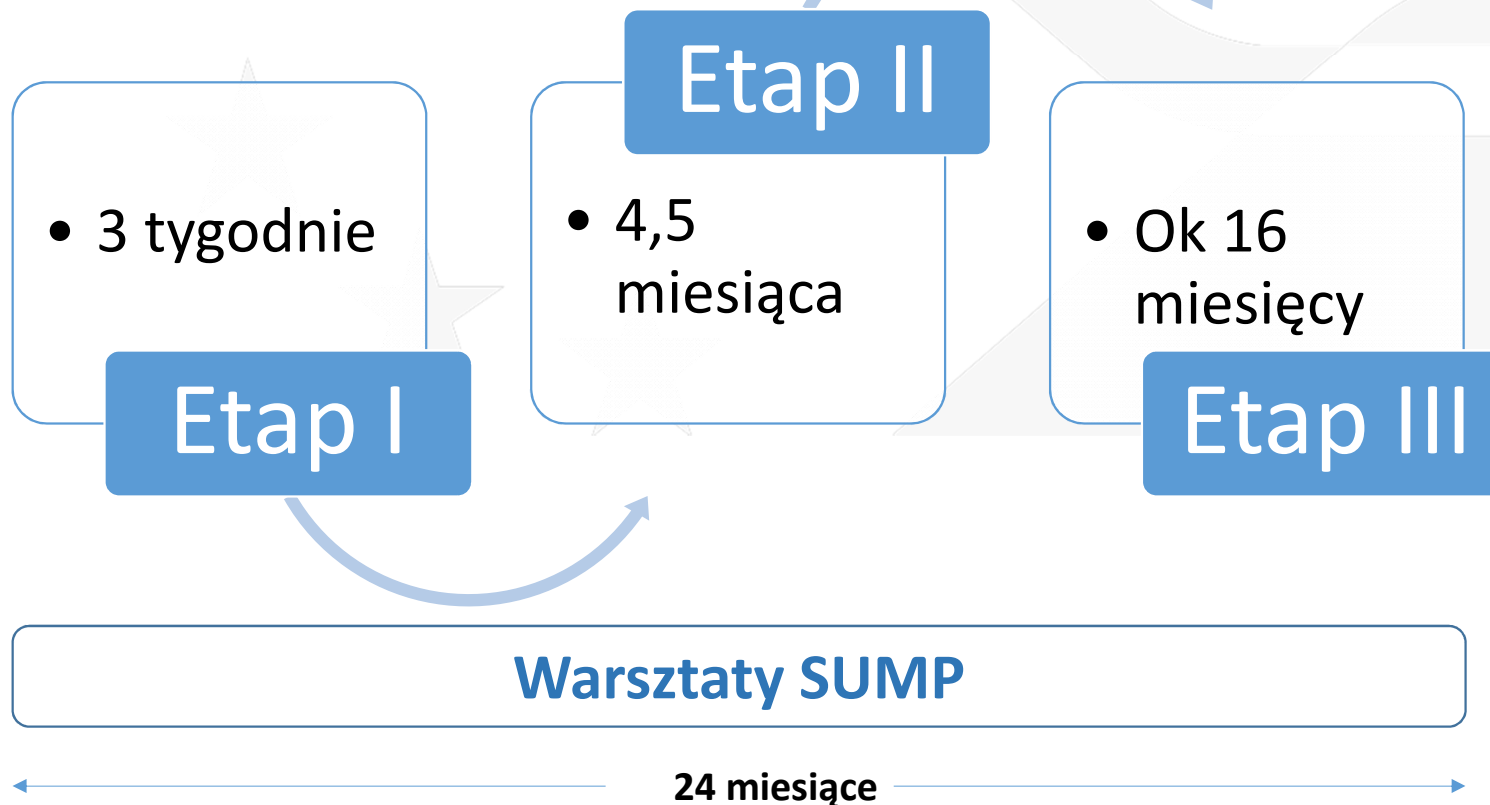 Etap I
• 3 tygodnie
Etap II
• 4,5
miesiąca
Etap III
• Ok 16
miesięcy
Warsztaty SUMP
24 miesiące